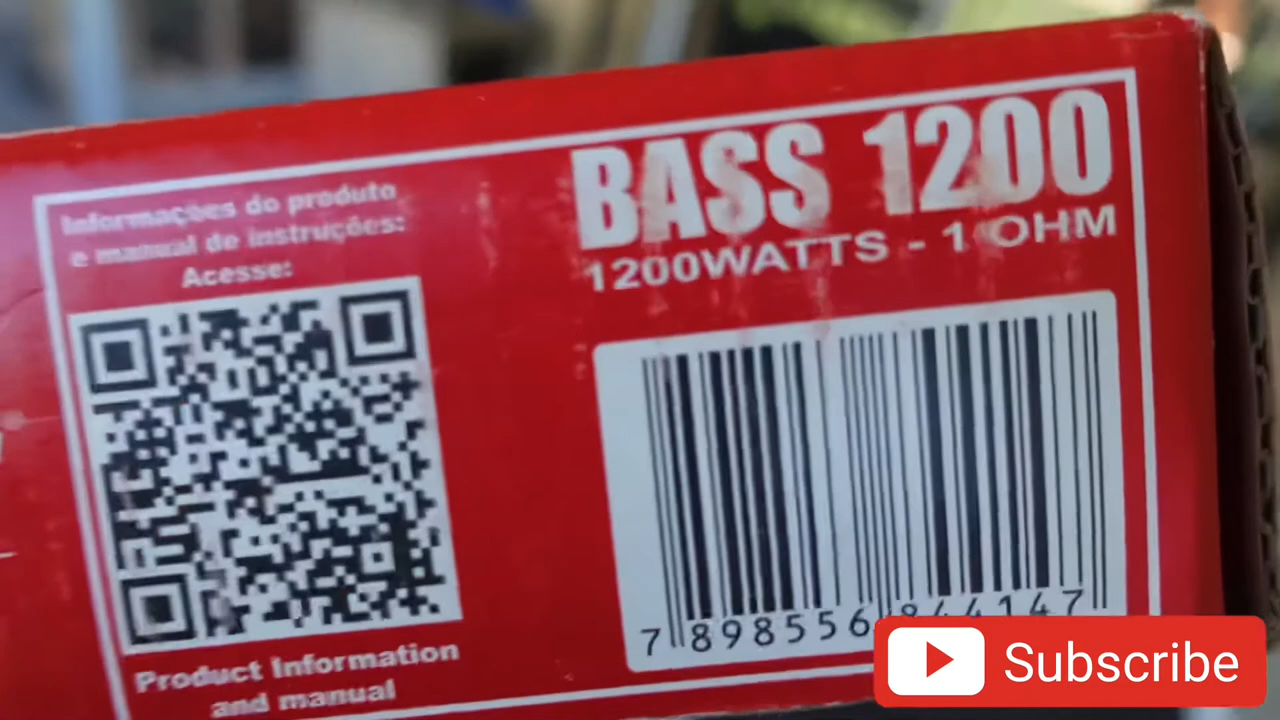 Informações do produto
e manual de instruções:
Acesse:
Product Information
and manual
BASS 1200
1200WATTS - 1 OHM
7 898556 844147
Subscribe